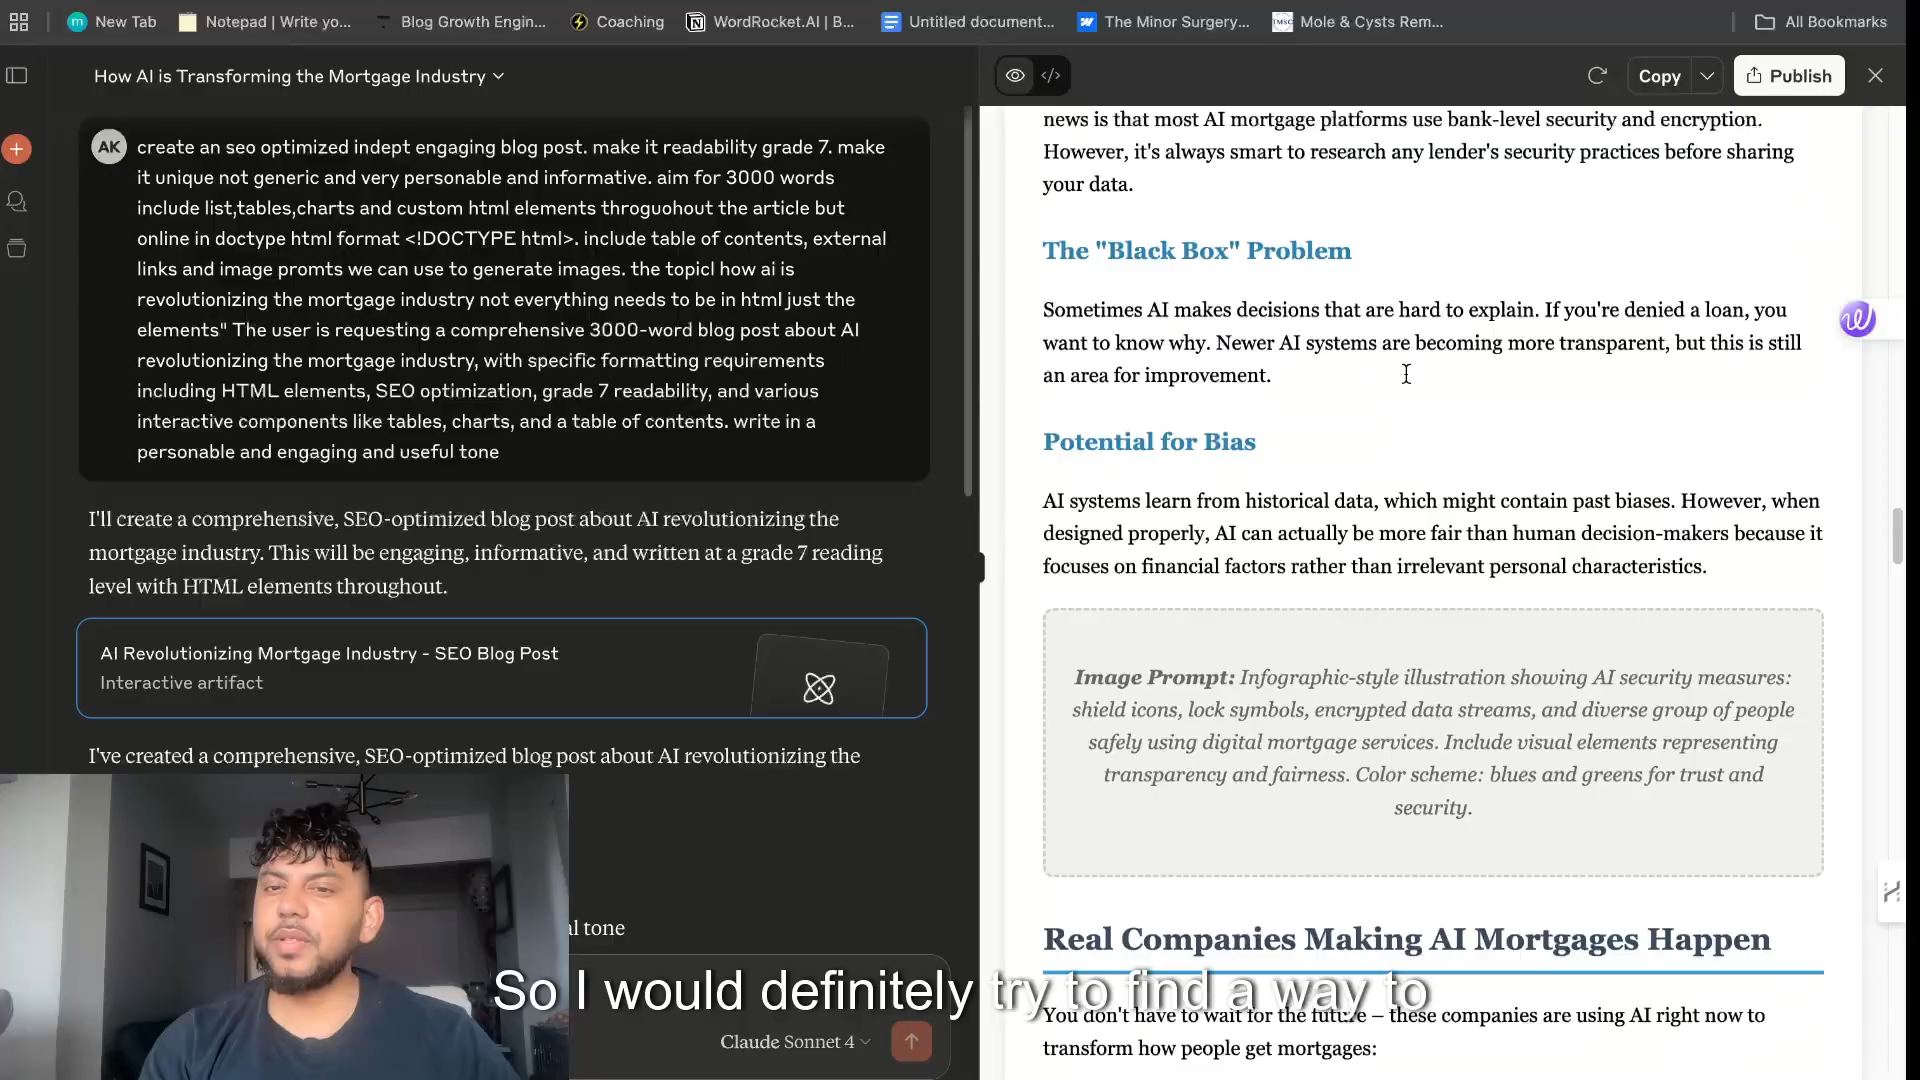 New Tab
Notepad | Write yo...
Blog Growth Engin...
Coaching
WordRocket.AI | B...
Untitled document...
The Minor Surgery...
Mole & Cysts Rem...
All Bookmarks
How AI is Transforming the Mortgage Industry
Copy
Publish
AK
create an seo optimized indept engaging blog post. make it readability grade 7. make
it unique not generic and very personable and informative. aim for 3000 words
include list,tables,charts and custom html elements throguohout the article but
online in doctype html format <!DOCTYPE html>. include table of contents, external
links and image promts we can use to generate images. the topicl how ai is
revolutionizing the mortgage industry not everything needs to be in html just the
elements" The user is requesting a comprehensive 3000-word blog post about AI
revolutionizing the mortgage industry, with specific formatting requirements
including HTML elements, SEO optimization, grade 7 readability, and various
interactive components like tables, charts, and a table of contents. write in a
personable and engaging and useful tone
I'll create a comprehensive, SEO-optimized blog post about AI revolutionizing the
mortgage industry. This will be engaging, informative, and written at a grade 7 reading
level with HTML elements throughout.
AI Revolutionizing Mortgage Industry - SEO Blog Post
Interactive artifact
I've created a comprehensive, SEO-optimized blog post about AI revolutionizing the
al tone
Claude Sonnet 4
news is that most AI mortgage platforms use bank-level security and encryption.
However, it's always smart to research any lender's security practices before sharing
your data.
The "Black Box" Problem
Sometimes AI makes decisions that are hard to explain. If you're denied a loan, you
want to know why. Newer AI systems are becoming more transparent, but this is still
an area for improvement.
Potential for Bias
AI systems learn from historical data, which might contain past biases. However, when
designed properly, AI can actually be more fair than human decision-makers because it
focuses on financial factors rather than irrelevant personal characteristics.
Image Prompt: Infographic-style illustration showing AI security measures:
shield icons, lock symbols, encrypted data streams, and diverse group of people
safely using digital mortgage services. Include visual elements representing
transparency and fairness. Color scheme: blues and greens for trust and
security.
Real Companies Making AI Mortgages Happen
You don't have to wait for the future – these companies are using AI right now to
transform how people get mortgages:
So I would definitely try to find a way to